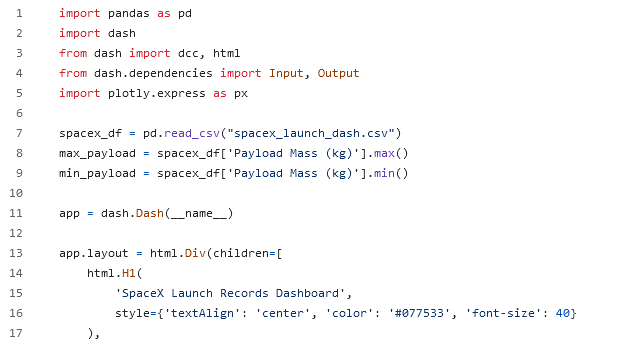 1 import pandas as pd
2 import dash
3 from dash import dcc, html
4 from dash.dependencies import Input, Output
5 import plotly.express as px
6
7 spacex_df = pd.read_csv("spacex_launch_dash.csv")
8 max_payload = spacex_df['Payload Mass (kg)'].max()
9 min_payload = spacex_df['Payload Mass (kg)'].min()
10
11 app = dash.Dash(__name__)
12
13 app.layout = html.Div(children=[
14     html.H1(
15         'SpaceX Launch Records Dashboard',
16         style={'textAlign': 'center', 'color': '#077533', 'font-size': 40}
17     ),